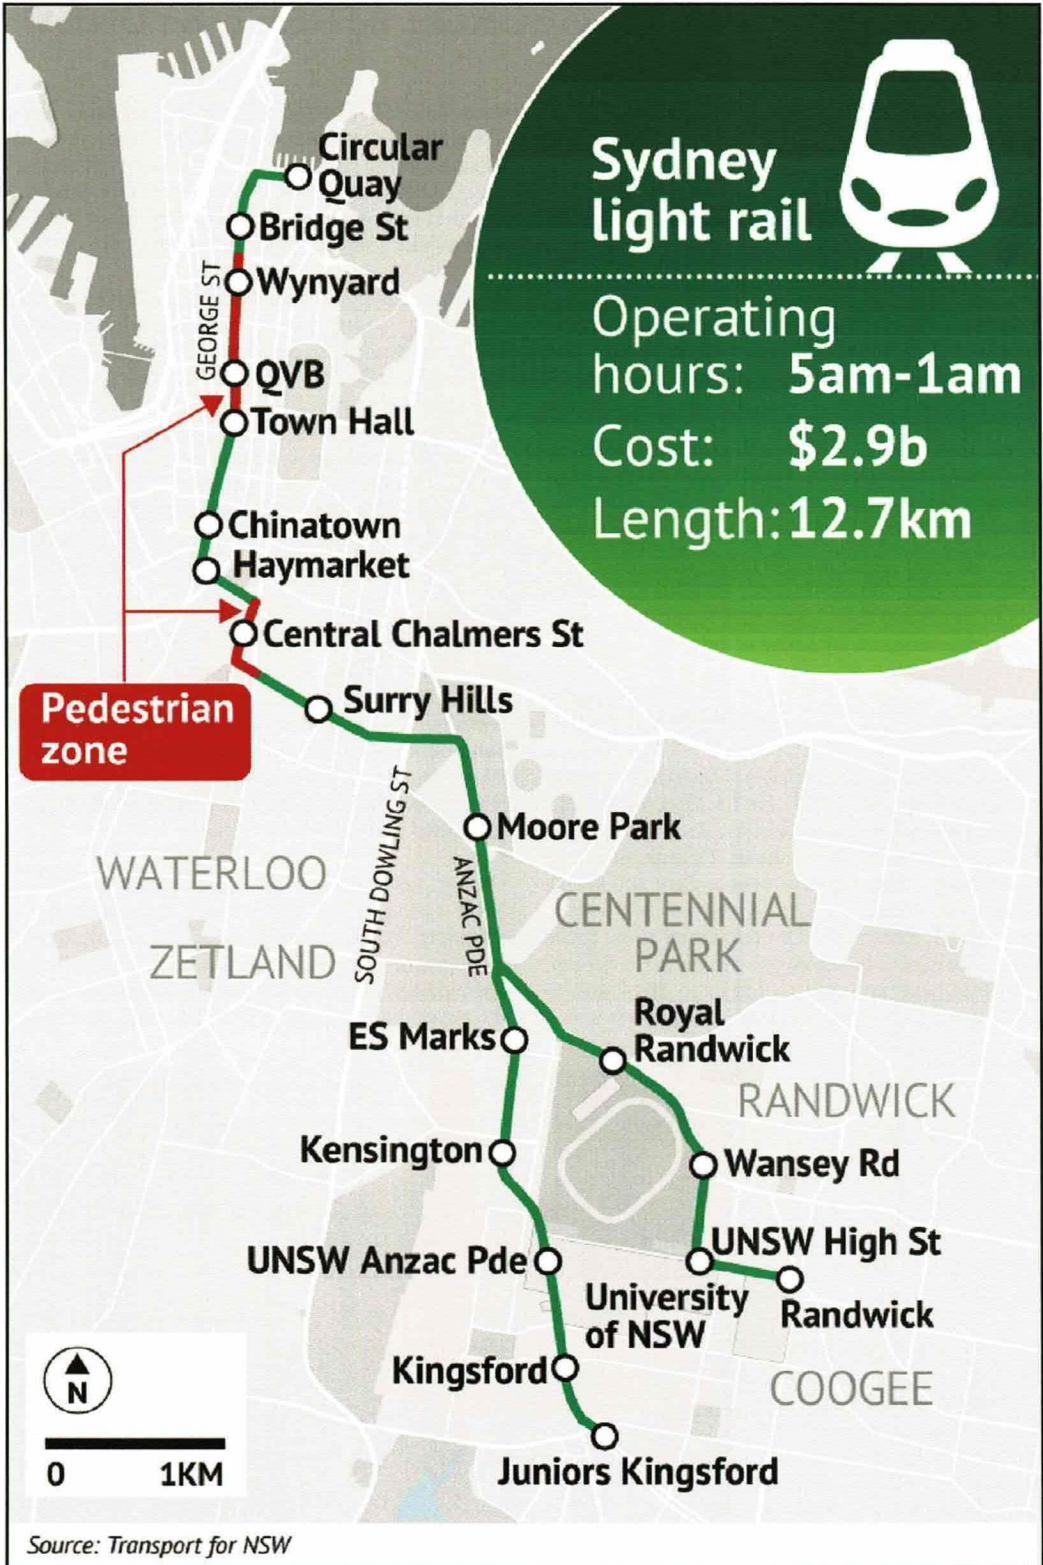 Circular
Quay
Bridge St
Wynyard
GEORGE ST
QVB
Town Hall
Chinatown
Haymarket
Central Chalmers St
Surry Hills
Pedestrian
zone
Sydney
light rail
Operating
hours: 5am-1am
Cost: $2.9b
Length: 12.7km
SOUTH DOWLING ST
Moore Park
ANZAC PDE
WATERLOO
ZETLAND
CENTENNIAL
PARK
ES Marks
Royal
Randwick
RANDWICK
Kensington
Wansey Rd
UNSW Anzac Pde
UNSW High St
University
of NSW
Randwick
Kingsford
COOGEE
Juniors Kingsford
N
0 1KM
Source: Transport for NSW